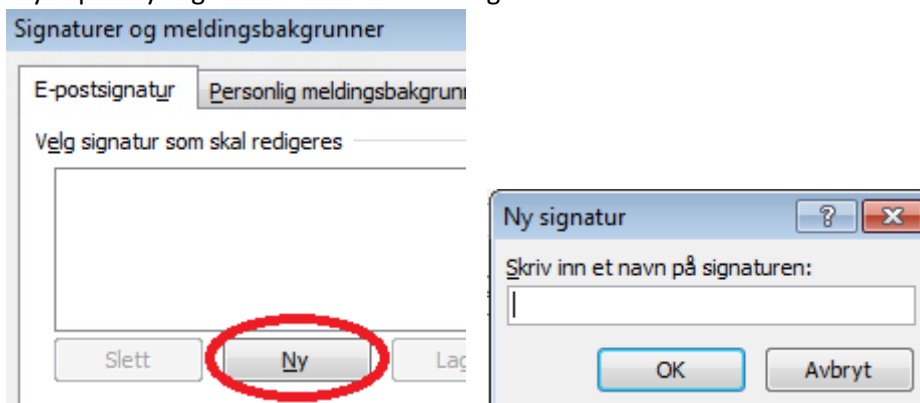 Signaturer og meldingsbakgrunner
E-postsignatur
Personlig
Velg signatur som skal redigeres
Slett
Ny
Ny signatur
?
Skriv inn et navn på signaturen:
OK
Avbryt